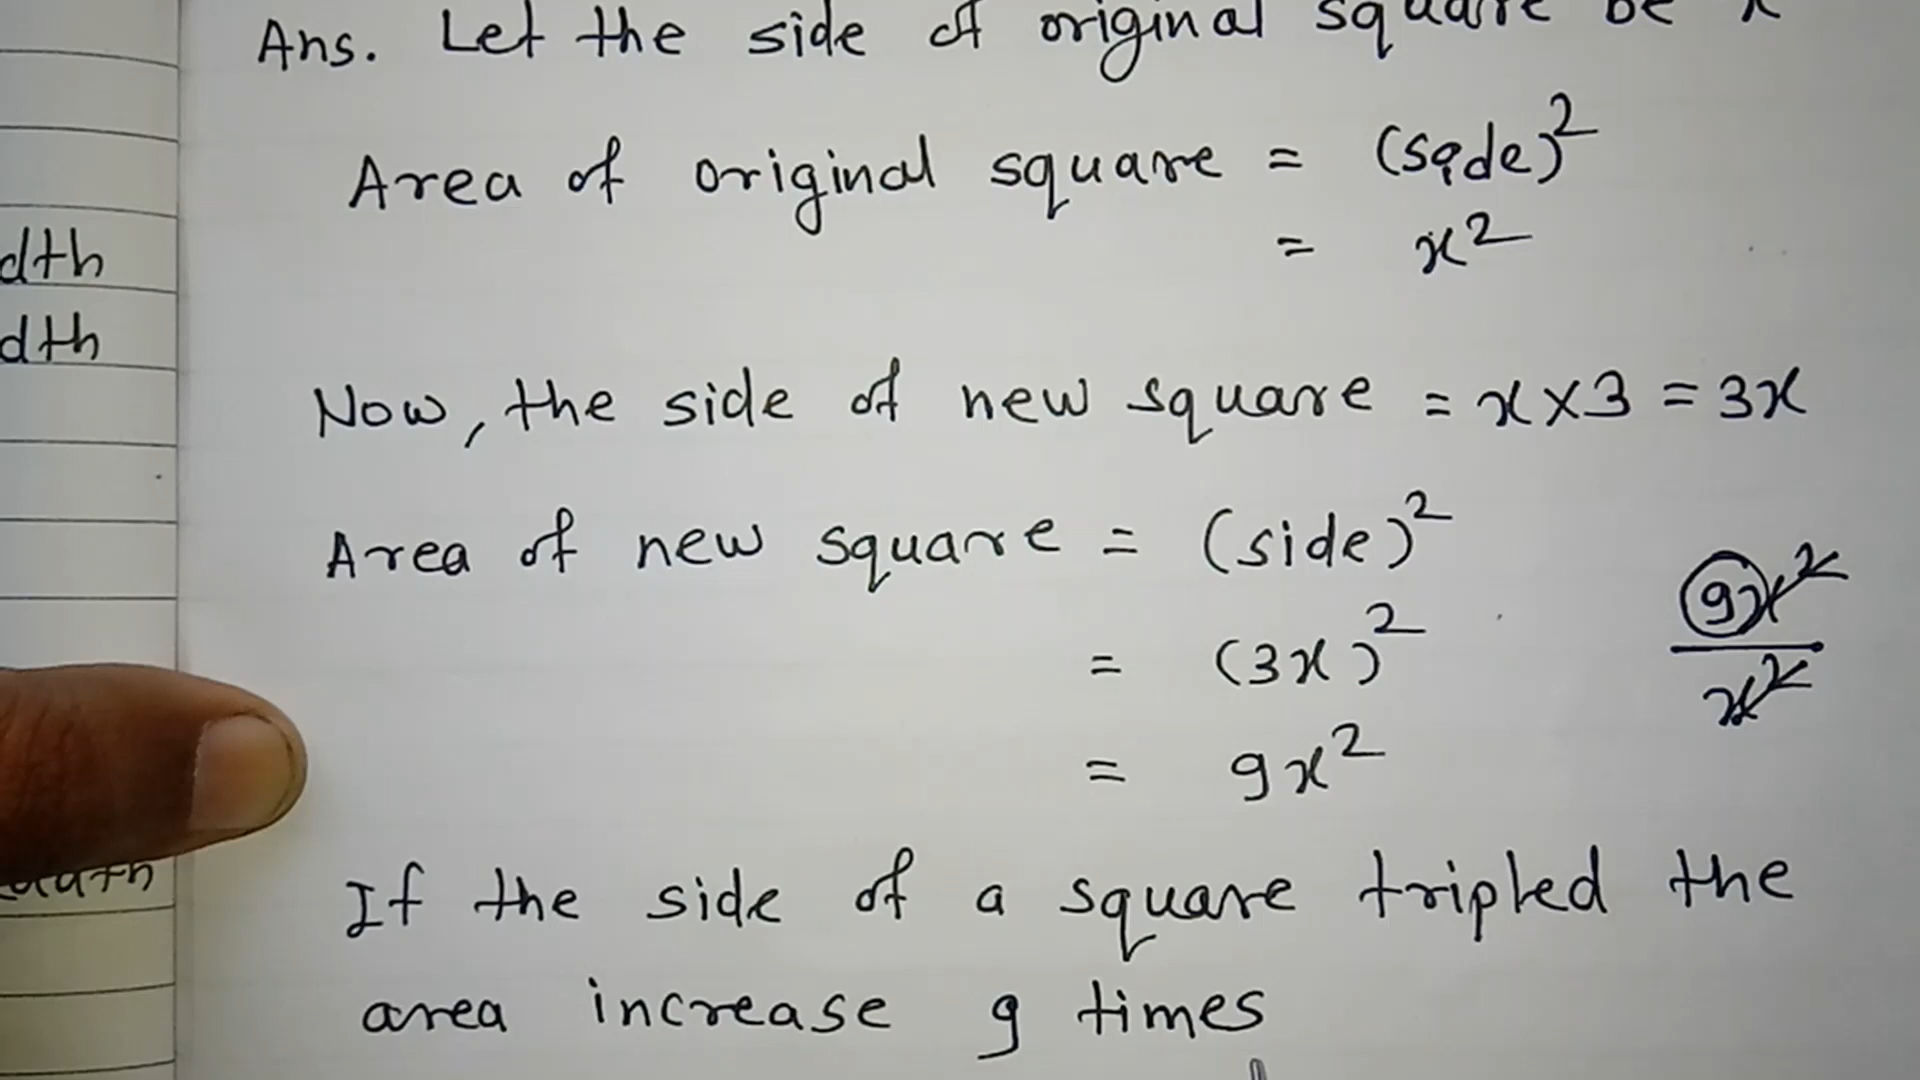 Ans. Let the side of original square be x
Area of original square = (side)²
= x²
Now, the side of new square = x×3 = 3x
Area of new square = (side)²
= (3x)²
= 9x²
9x²
x²
If the side of a square tripled the
area increase 9 times
dth
dth